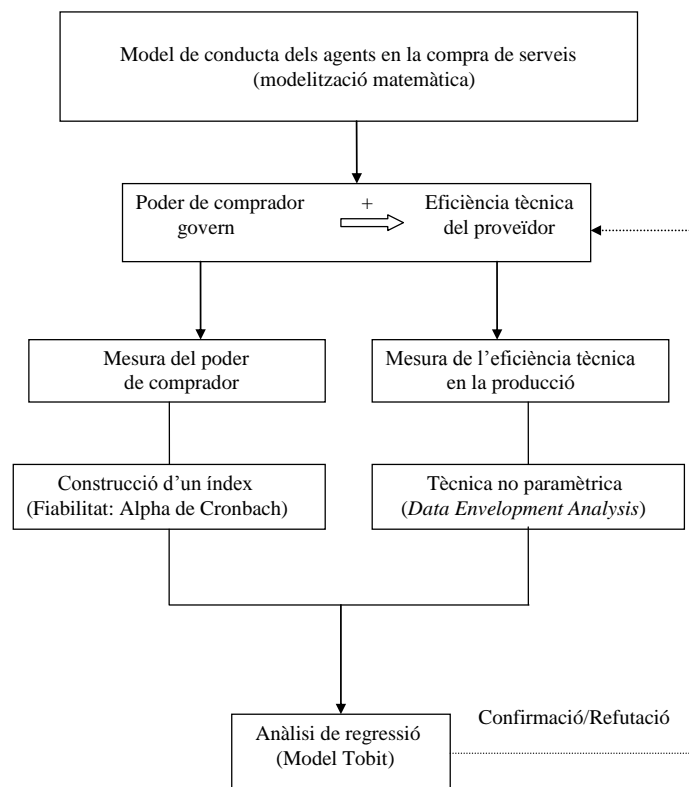 Model de conducta dels agents en la compra de serveis
(modelització matemàtica)
Poder de comprador
govern
+
Eficiència tècnica
del proveïdor
Mesura del poder
de comprador
Mesura de l’eficiència tècnica
en la producció
Construcció d’un índex
(Fiabilitat: Alpha de Cronbach)
Tècnica no paramètrica
(Data Envelopment Analysis)
Anàlisi de regressió
(Model Tobit)
Confirmació/Refutació